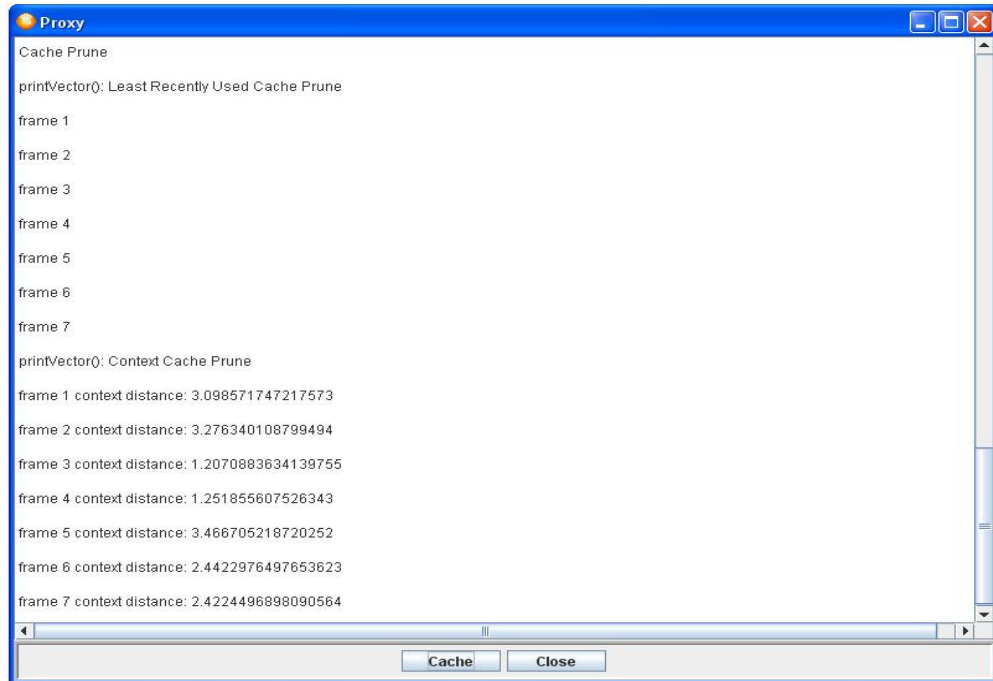 Proxy
Cache Prune
printVector(): Least Recently Used Cache Prune
frame 1
frame 2
frame 3
frame 4
frame 5
frame 6
frame 7
printVector(): Context Cache Prune
frame 1 context distance: 3.098571747217573
frame 2 context distance: 3.276340108799494
frame 3 context distance: 1.2070883634139755
frame 4 context distance: 1.251855607526343
frame 5 context distance: 3.466705218720252
frame 6 context distance: 2.4422976497653623
frame 7 context distance: 2.4224496898090564
Cache Close